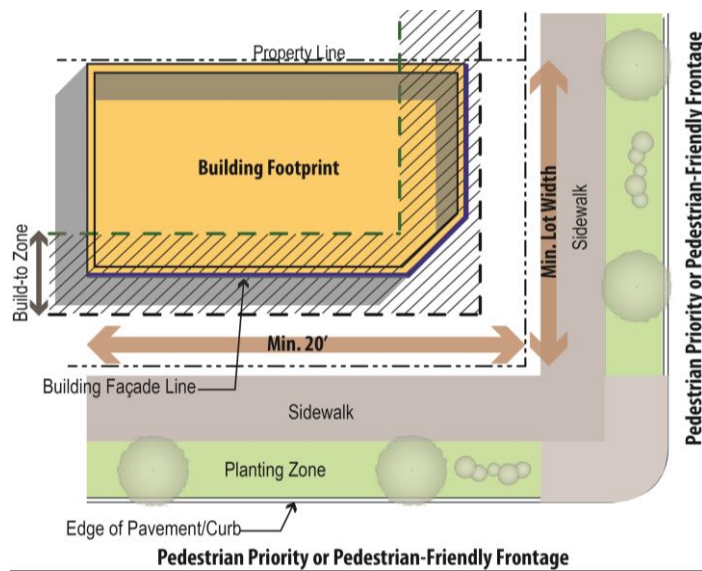 Property Line
Building Footprint
Build-to Zone
Min. Lot Width
Sidewalk
Pedestrian Priority or Pedestrian-Friendly Frontage
Min. 20’
Building Façade Line
Sidewalk
Planting Zone
Edge of Pavement/Curb
Pedestrian Priority or Pedestrian-Friendly Frontage